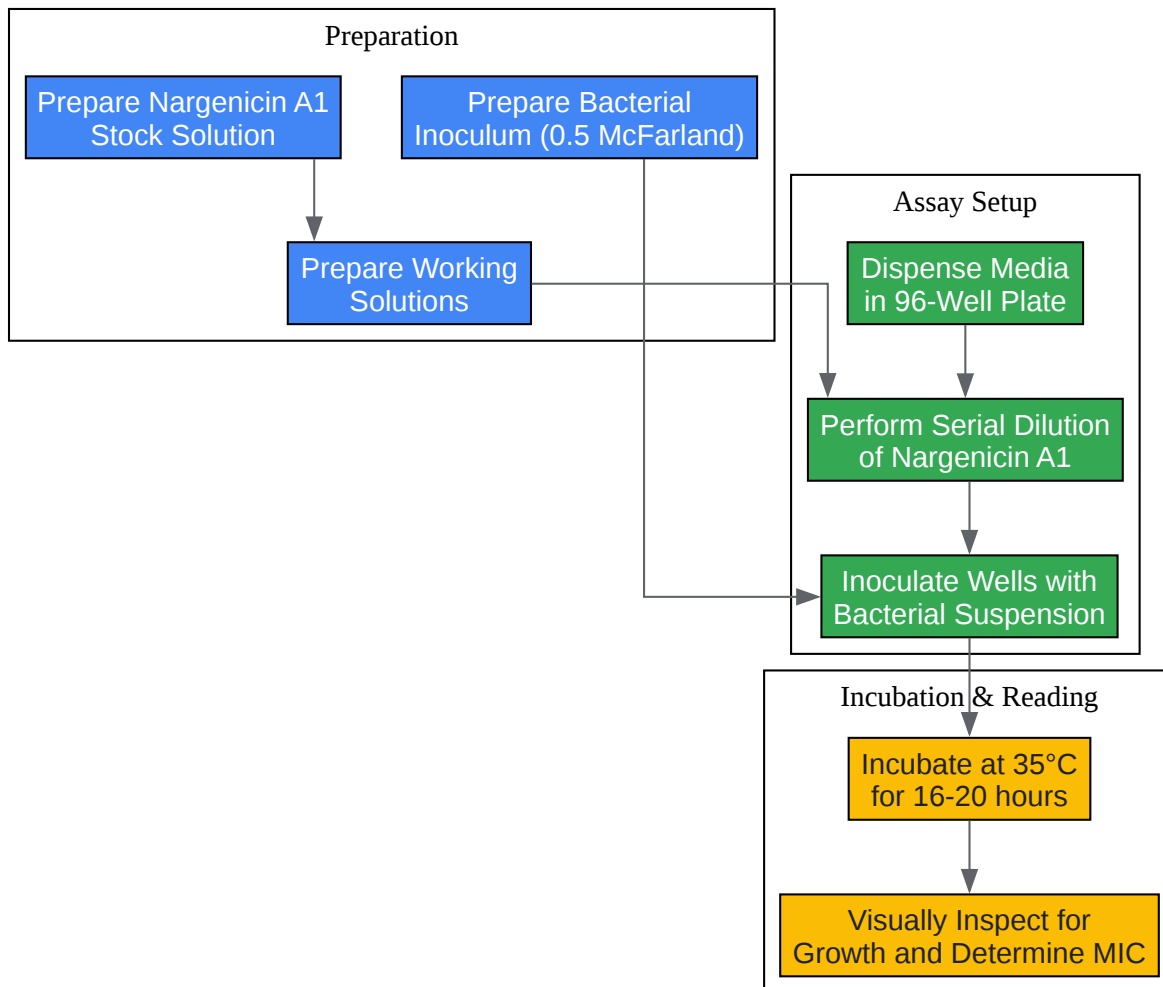 Preparation
Prepare Nargenicin A1
Stock Solution
Prepare Bacterial
Inoculum (0.5 McFarland)
Prepare Working
Solutions
Assay Setup
Dispense Media
in 96-Well Plate
Perform Serial Dilution
of Nargenicin A1
Inoculate Wells with
Bacterial Suspension
Incubation & Reading
Incubate at 35°C
for 16-20 hours
Visually Inspect for
Growth and Determine MIC